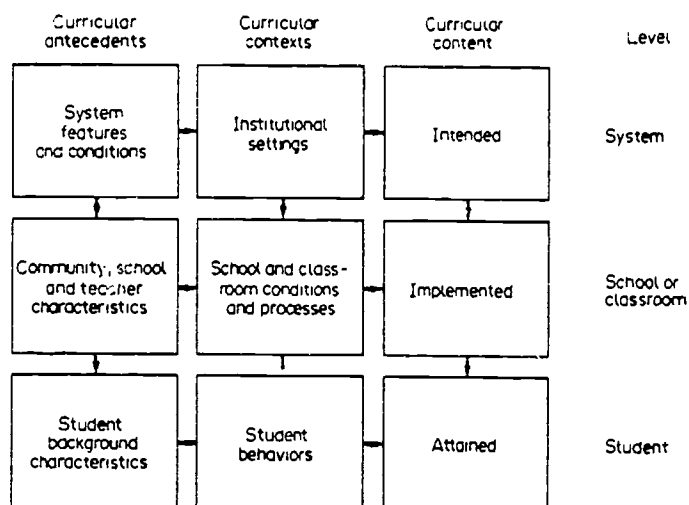 Curricular
antecedents
Curricular
contexts
Curricular
content
Level
System
features
and conditions
Institutional
settings
Intended
System
Community, school
and teacher
characteristics
School and class-
room conditions
and processes
Implemented
School or
classroom
Student
background
characteristics
Student
behaviors
Attained
Student